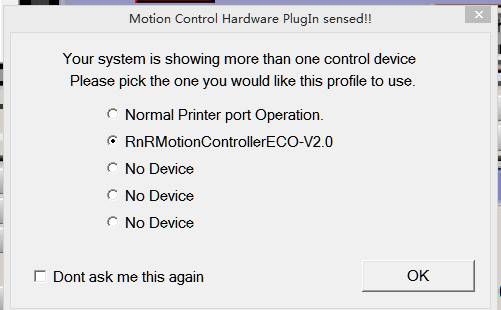 Motion Control Hardware PlugIn sensed!!
Your system is showing more than one control device
Please pick the one you would like this profile to use.
Normal Printer port Operation.
RnRMotionControllerECO-V2.0
No Device
No Device
No Device
Dont ask me this again
OK